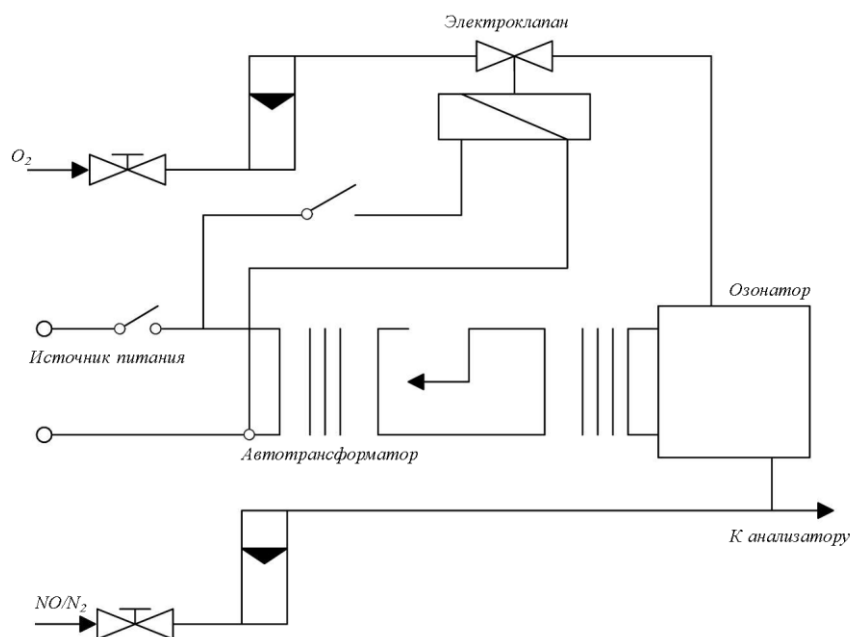 Электроклапан
O₂
Озонатор
Источник питания
Автотрансформатор
К анализатору
NO/N₂